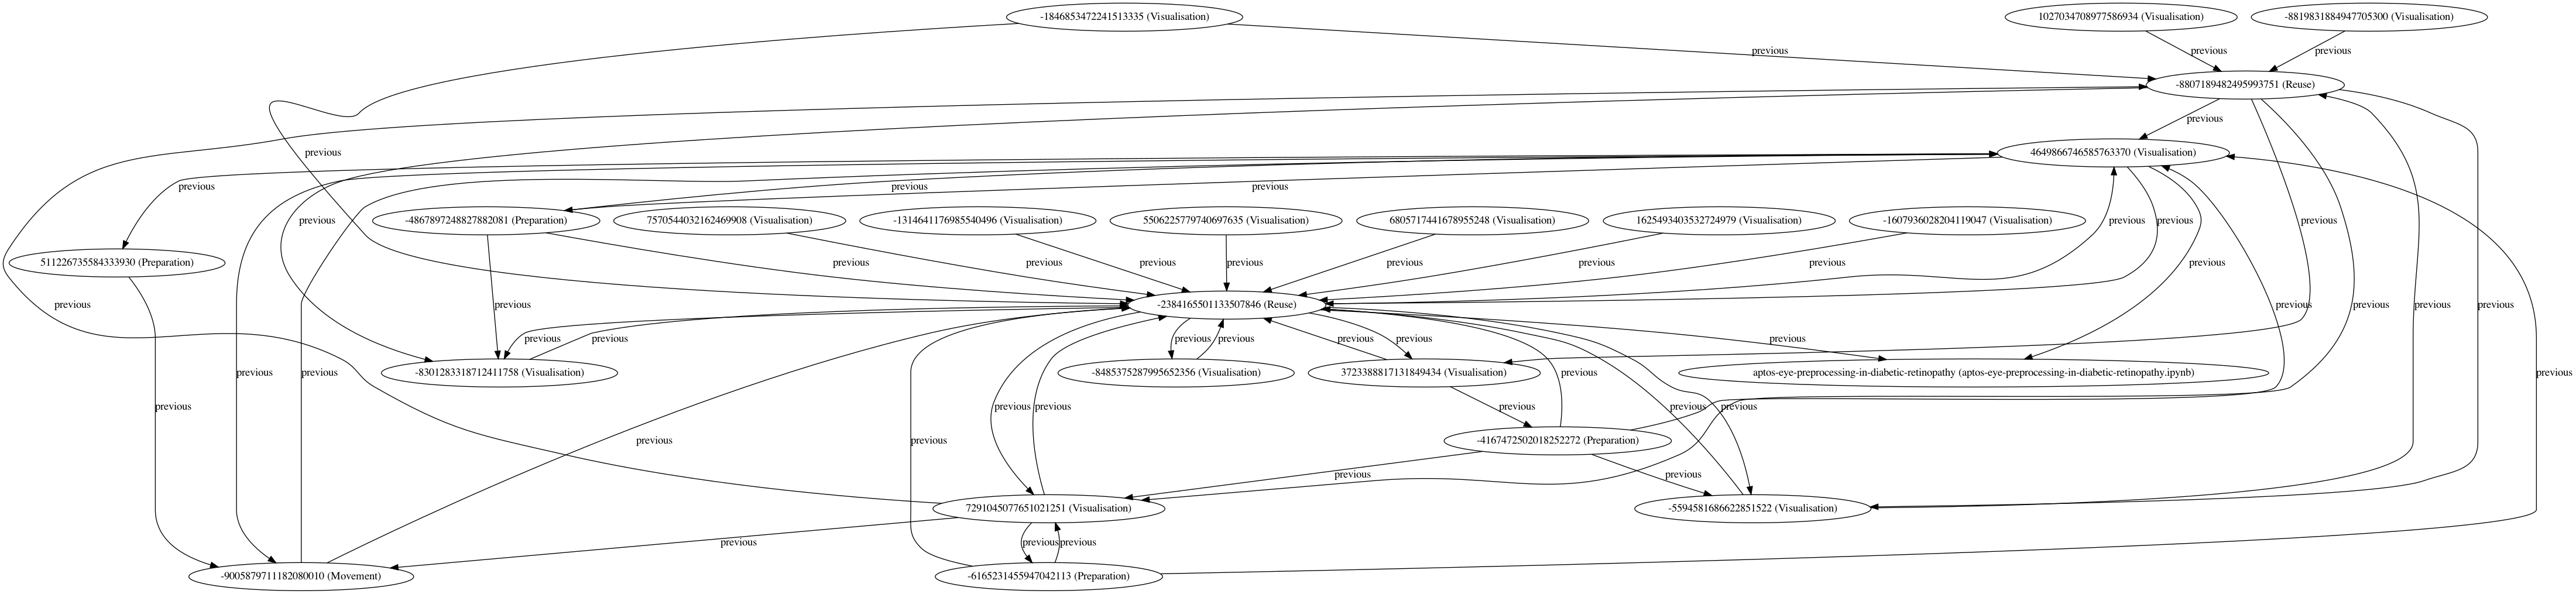 -1846853472241513335 (Visualisation)
1027034708977586934 (Visualisation)
-8819831884947705300 (Visualisation)
previous
previous
previous
-8807189482495993751 (Reuse)
previous
previous
4649866746585763370 (Visualisation)
previous
previous
previous
-4867897248827882081 (Preparation)
7570544032162469908 (Visualisation)
-1314641176985540496 (Visualisation)
5506225779740697635 (Visualisation)
6805717441678955248 (Visualisation)
1625493403532724979 (Visualisation)
-1607936028204119047 (Visualisation)
previous
previous
previous
previous
511226735584333930 (Preparation)
previous
previous
previous
previous
previous
previous
previous
previous
previous
previous
previous
-2384165501133507846 (Reuse)
previous
previous
previous
previous
previous
previous
previous
previous
previous
previous
previous
-8301283318712411758 (Visualisation)
-8485375287995652356 (Visualisation)
3723388817131849434 (Visualisation)
aptos-eye-preprocessing-in-diabetic-retinopathy (aptos-eye-preprocessing-in-diabetic-retinopathy.ipynb)
previous
previous
previous
previous
previous
previous
previous
previous
previous
previous
previous
previous
-4167472502018252272 (Preparation)
previous
previous
previous
7291045077651021251 (Visualisation)
-5594581686622851522 (Visualisation)
previous
previous
previous
-9005879711182080010 (Movement)
-6165231455947042113 (Preparation)